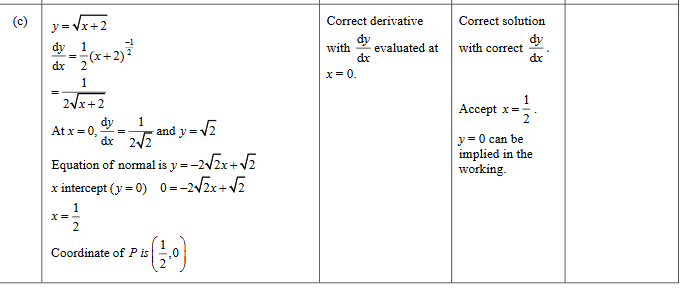 (c)
y = √x+2
dy/dx = 1/2 (x+2)^(-1/2)
= 1/(2√x+2)
At x = 0, dy/dx = 1/(2√2) and y = √2
Equation of normal is y = −2√2x + √2
x intercept (y = 0) 0 = −2√2x + √2
x = 1/2
Coordinate of P is (1/2, 0)
Correct derivative
with dy/dx evaluated at
x = 0.
Correct solution
with correct dy/dx.
Accept x = 1/2.
y = 0 can be
implied in the
working.